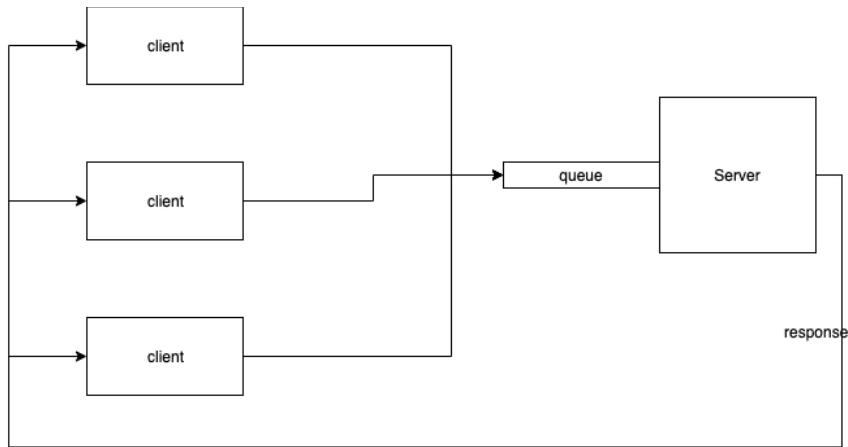 client
client
queue
Server
client
response